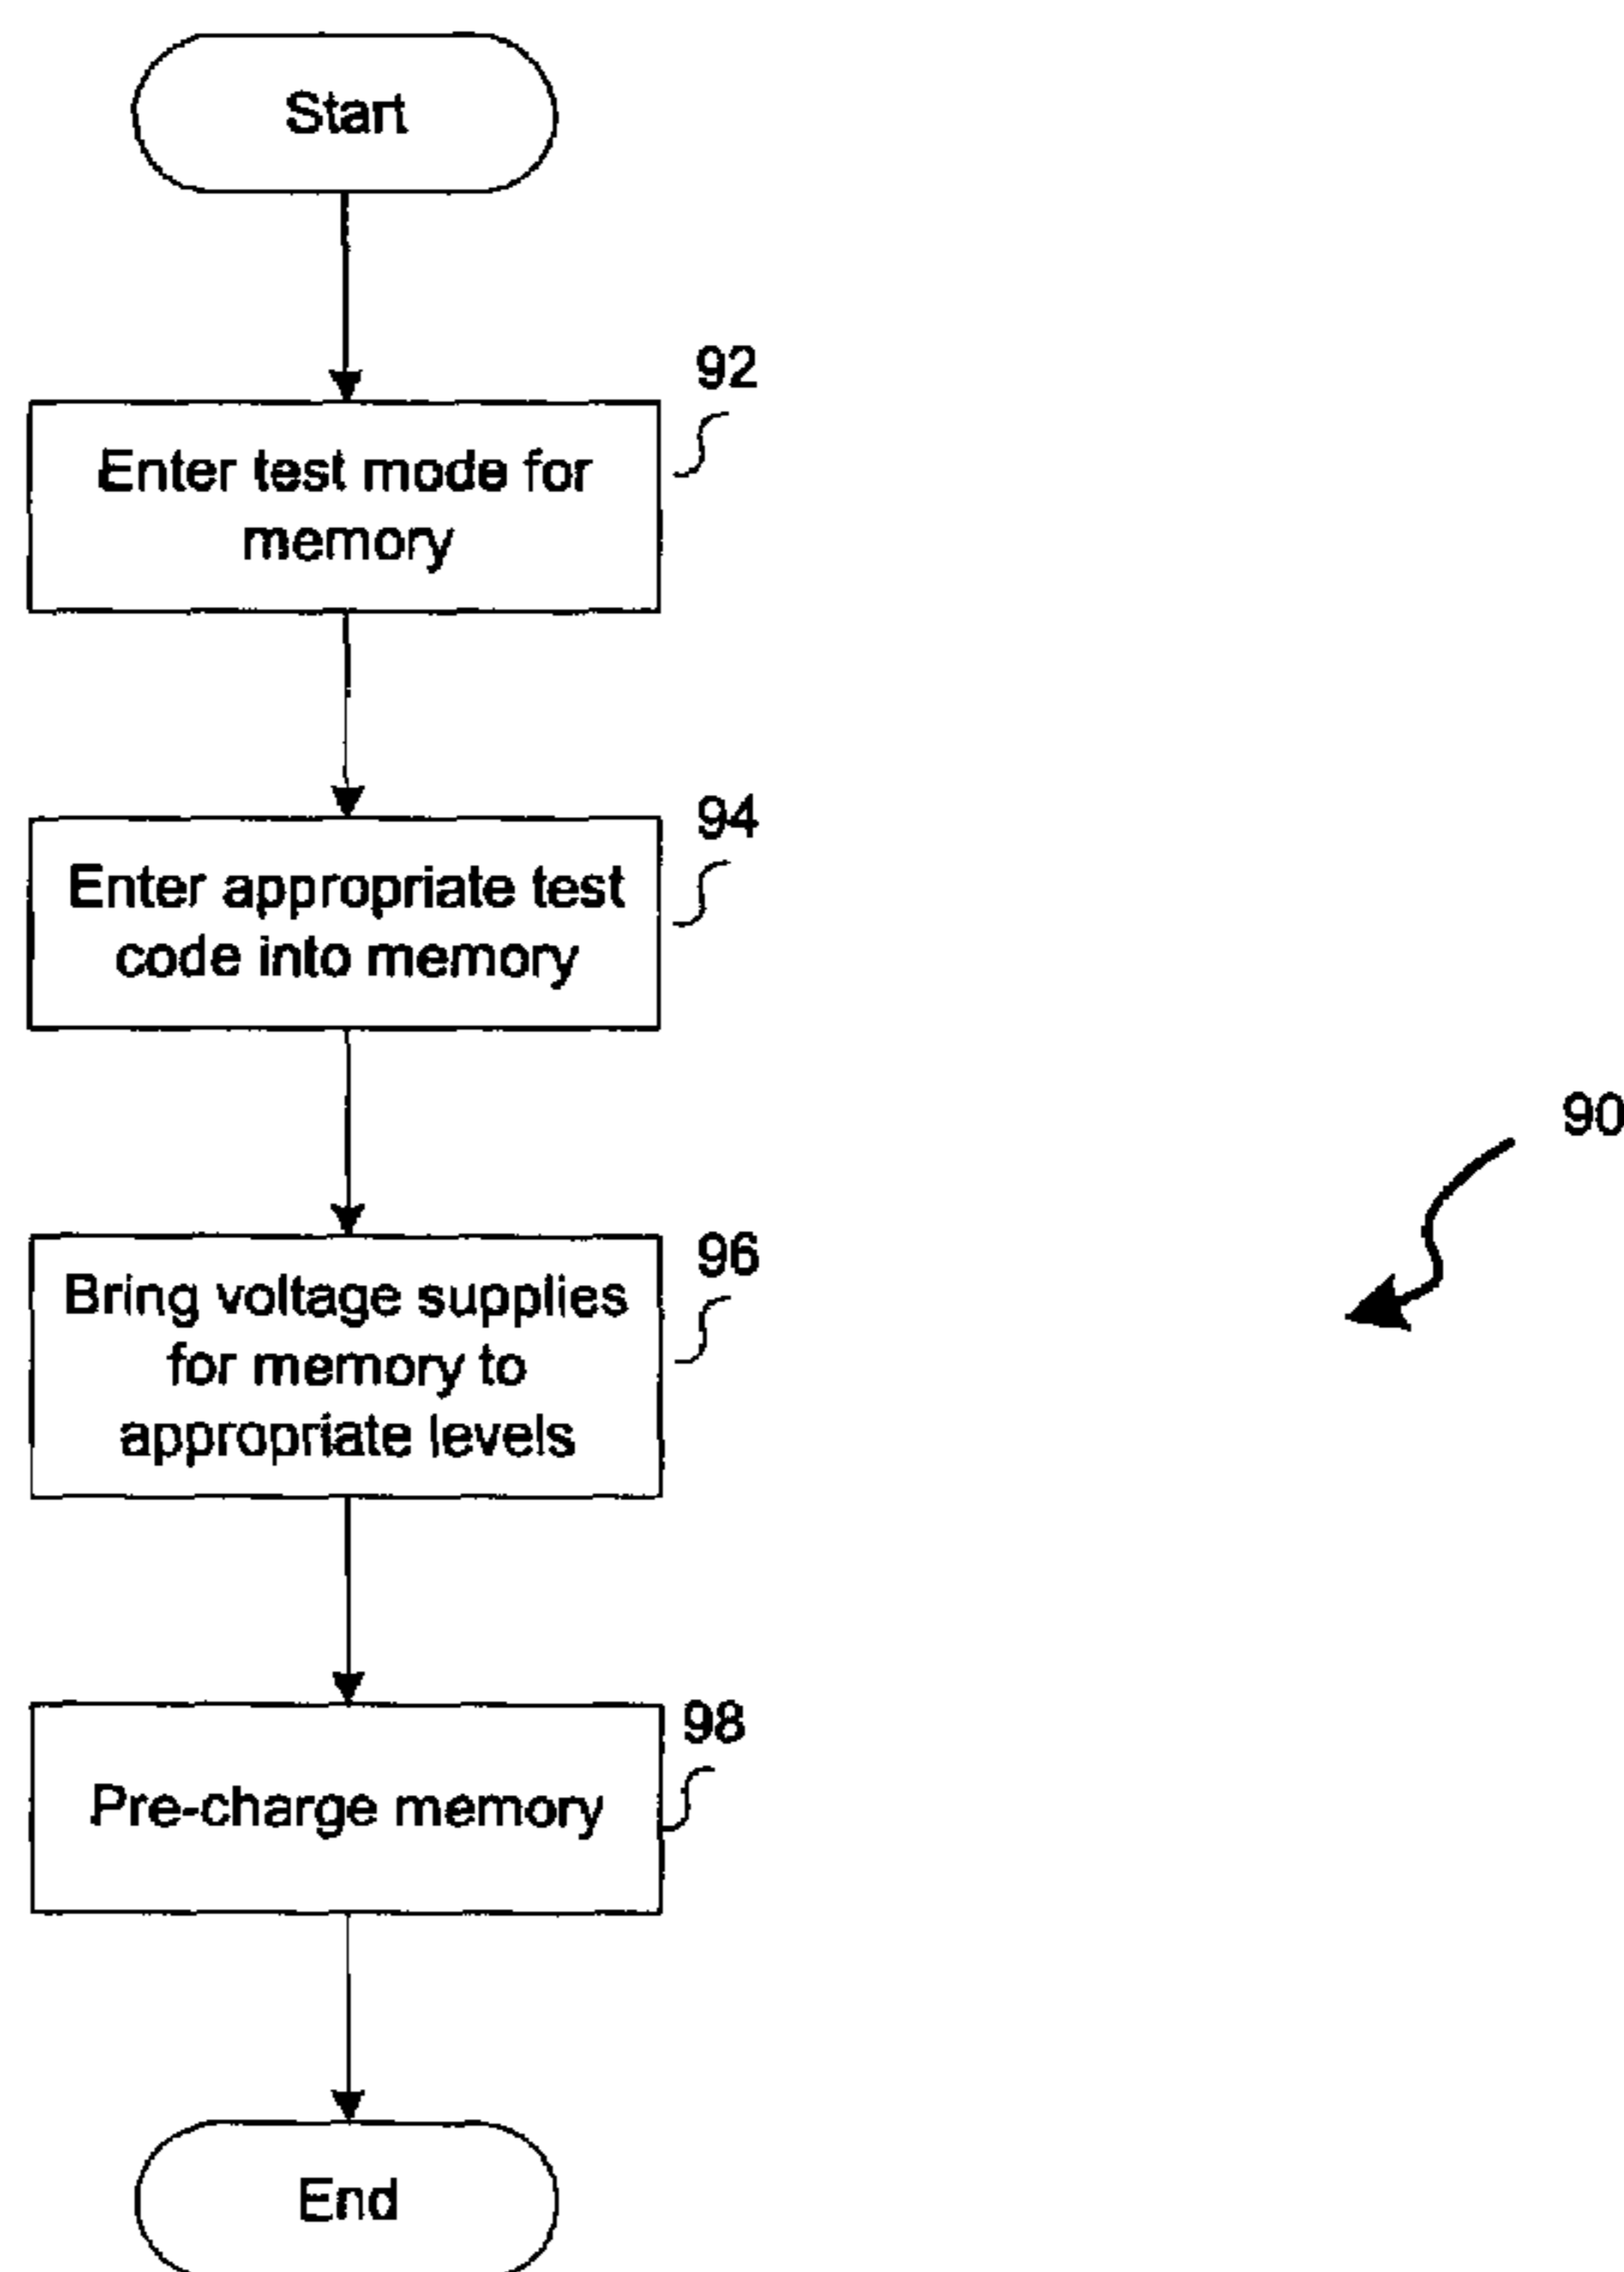 Start
92
Enter test mode for
memory
94
Enter appropriate test
code into memory
90
96
Bring voltage supplies
for memory to
appropriate levels
98
Pre-charge memory
End